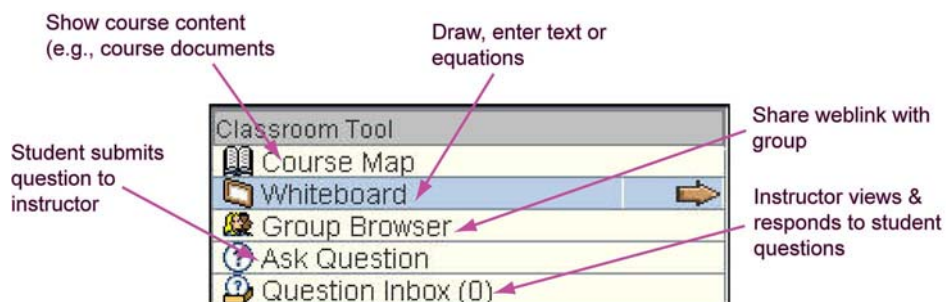 Show course content
(e.g., course documents
Draw, enter text or
equations
Share weblink with
group
Student submits
question to
instructor
Instructor views &
responds to student
questions
Classroom Tool
Course Map
Whiteboard
Group Browser
Ask Question
Question Inbox (0)